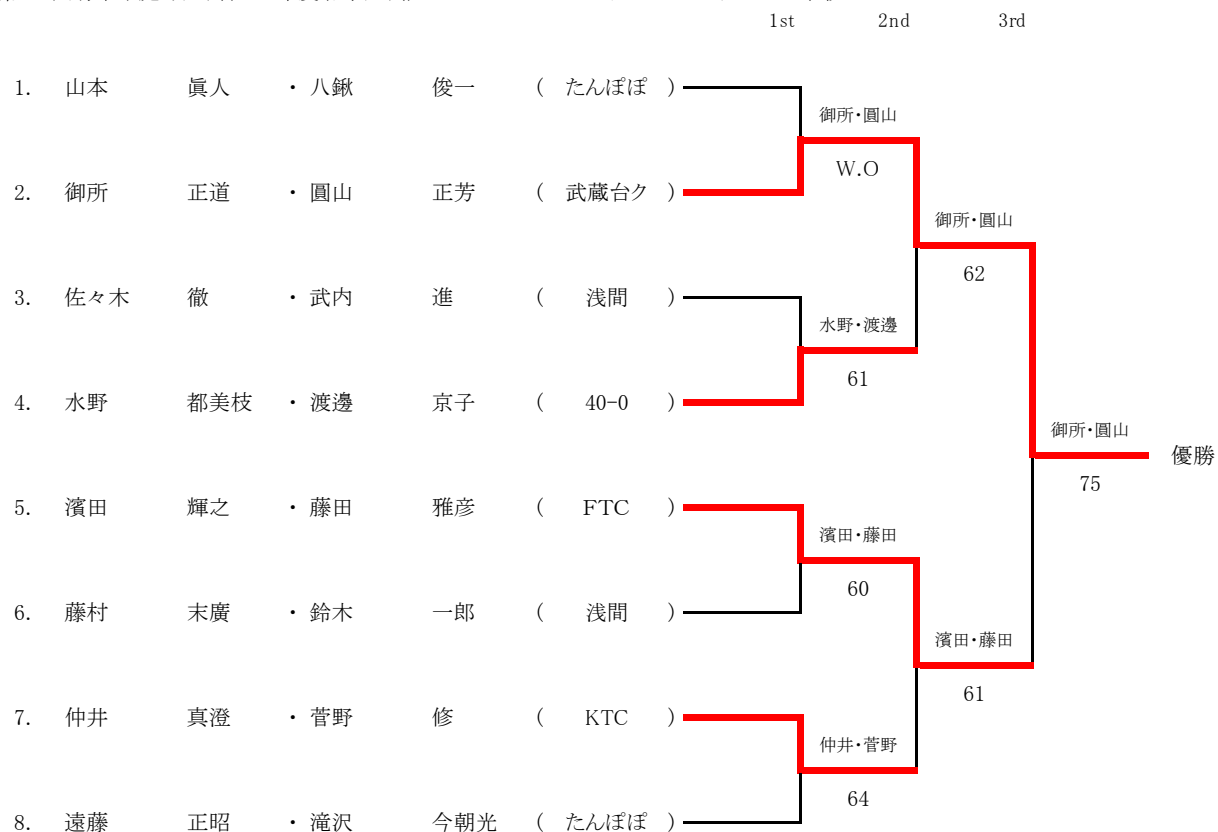 1st 2nd 3rd
1. 山本 眞人 ・ 八鍬 俊一 ( たんぽぽ )
御所・圓山
W.O
2. 御所 正道 ・ 圓山 正芳 ( 武蔵台ク )
御所・圓山
62
3. 佐々木 徹 ・ 武内 進 ( 浅間 )
水野・渡邊
61
4. 水野 都美枝 ・ 渡邊 京子 ( 40-0 )
御所・圓山
優勝
75
5. 濱田 輝之 ・ 藤田 雅彦 ( FTC )
濱田・藤田
60
6. 藤村 末廣 ・ 鈴木 一郎 ( 浅間 )
濱田・藤田
61
7. 仲井 真澄 ・ 菅野 修 ( KTC )
仲井・菅野
64
8. 遠藤 正昭 ・ 滝沢 今朝光 ( たんぽぽ )